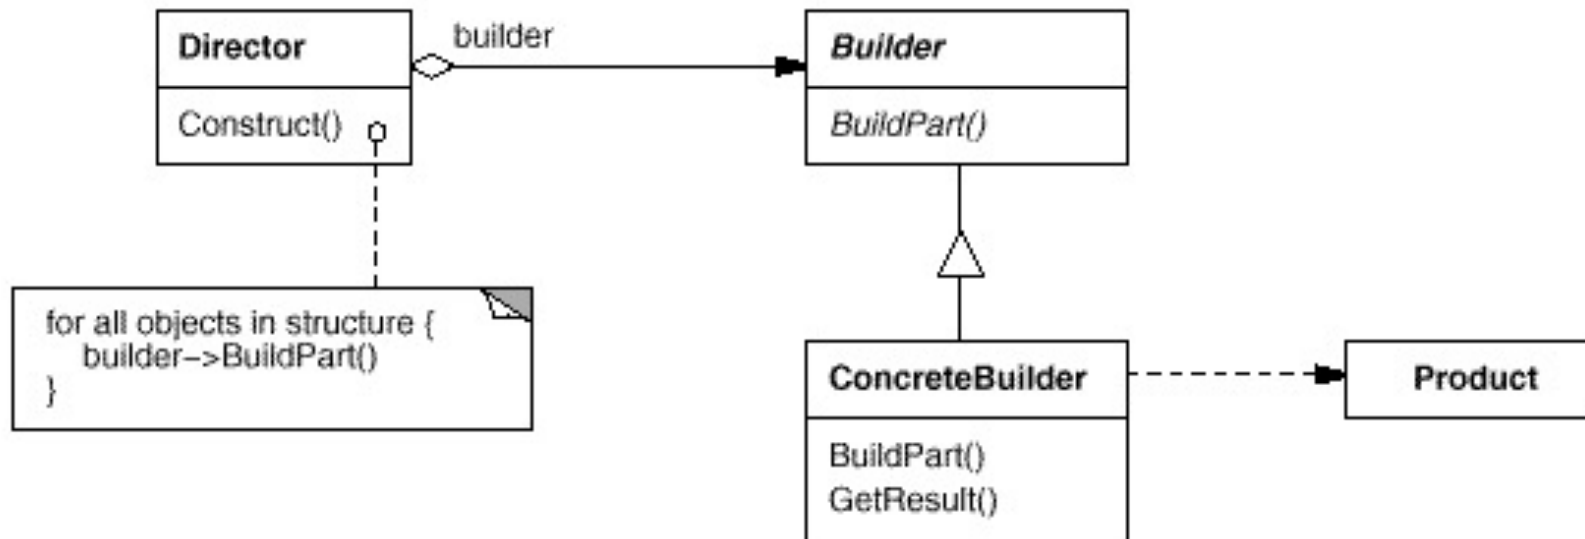 Director
builder
Builder
Construct()
BuildPart()
for all objects in structure {
builder->BuildPart()
}
ConcreteBuilder
Product
BuildPart()
GetResult()